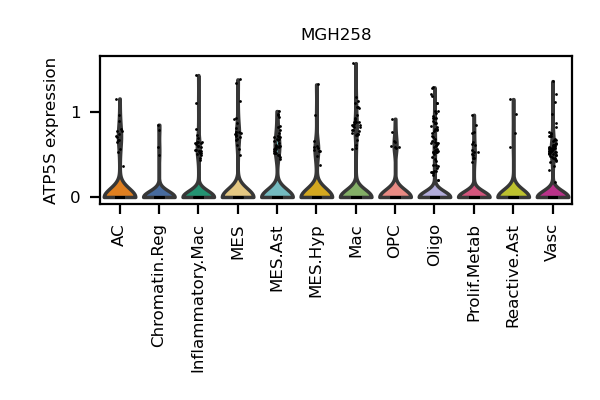 MGH258
ATP5S expression
1
0
AC
Chromatin.Reg
Inflammatory.Mac
MES
MES.Ast
MES.Hyp
Mac
OPC
Oligo
Prolif.Metab
Reactive.Ast
Vasc